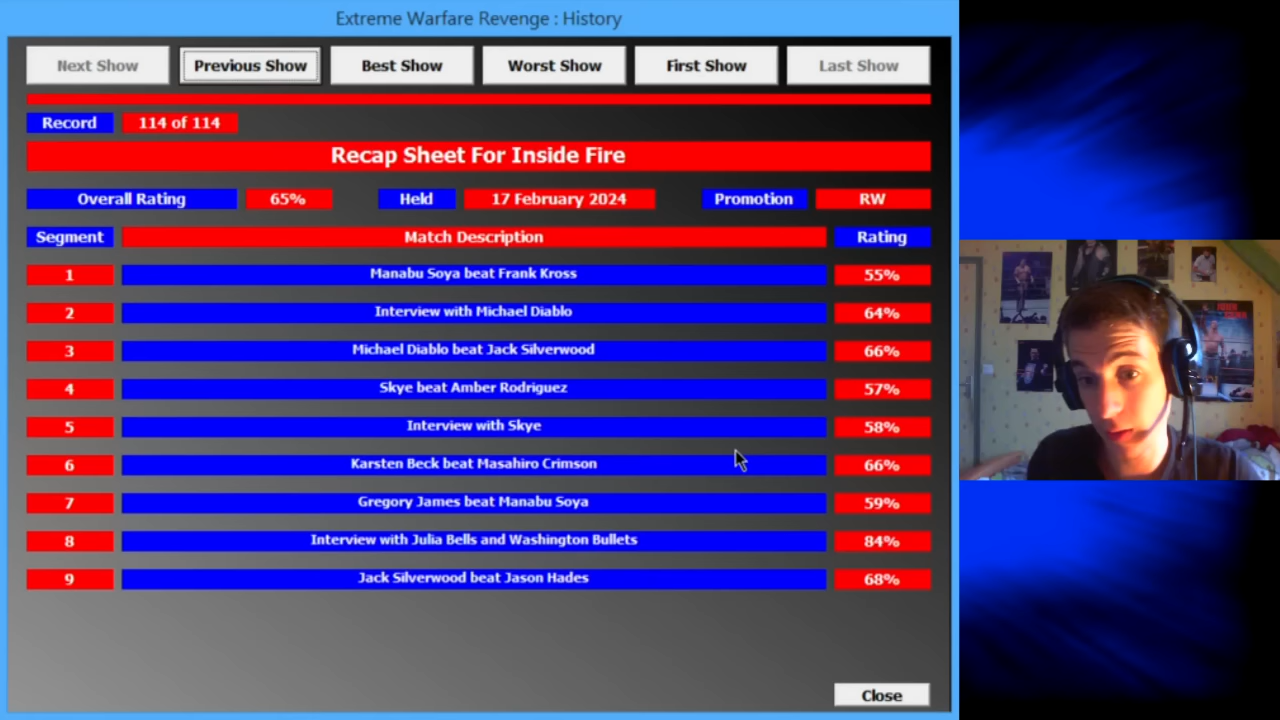 Extreme Warfare Revenge : History
Next Show Previous Show Best Show Worst Show First Show Last Show
Record 114 of 114
Recap Sheet For Inside Fire
Overall Rating 65% Held 17 February 2024 Promotion RW
Segment Match Description Rating
1 Manabu Soya beat Frank Kross 55%
2 Interview with Michael Diablo 64%
3 Michael Diablo beat Jack Silverwood 66%
4 Skye beat Amber Rodriguez 57%
5 Interview with Skye 58%
6 Karsten Beck beat Masahiro Crimson 66%
7 Gregory James beat Manabu Soya 59%
8 Interview with Julia Bells and Washington Bullets 84%
9 Jack Silverwood beat Jason Hades 68%
Close